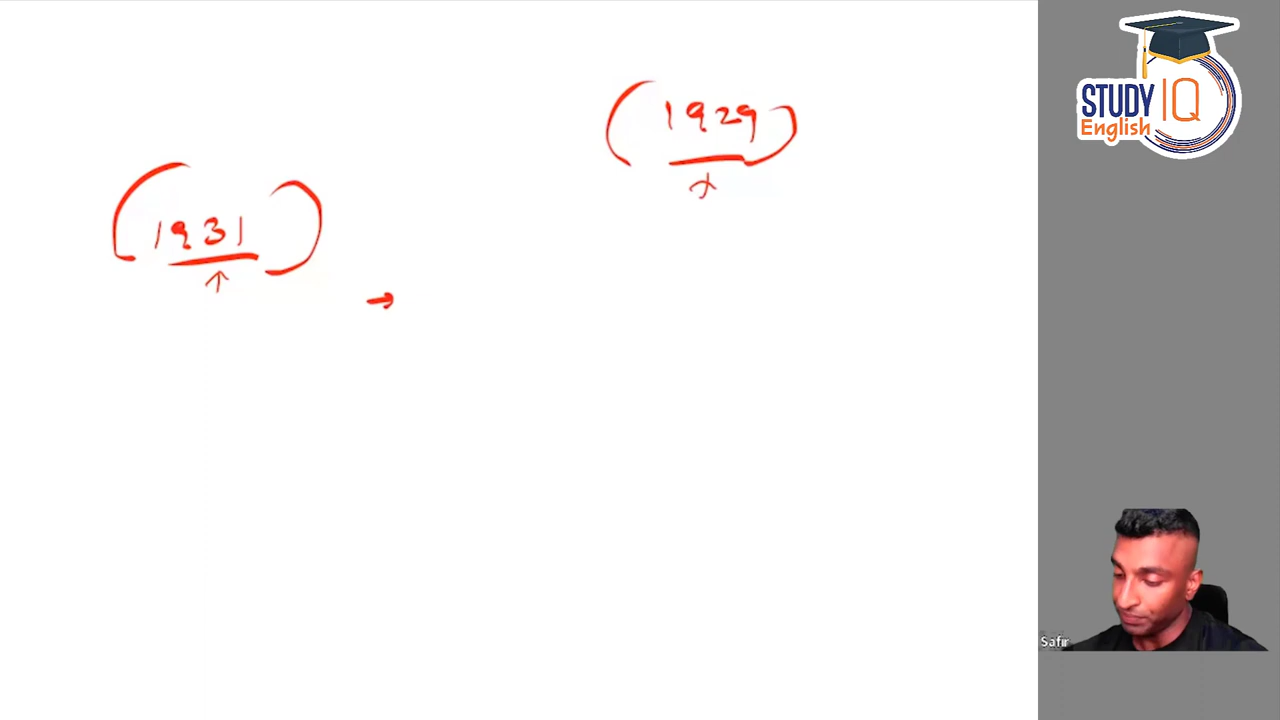 (1929)
(1931)
↑
→
STUDY IQ
English
Safir